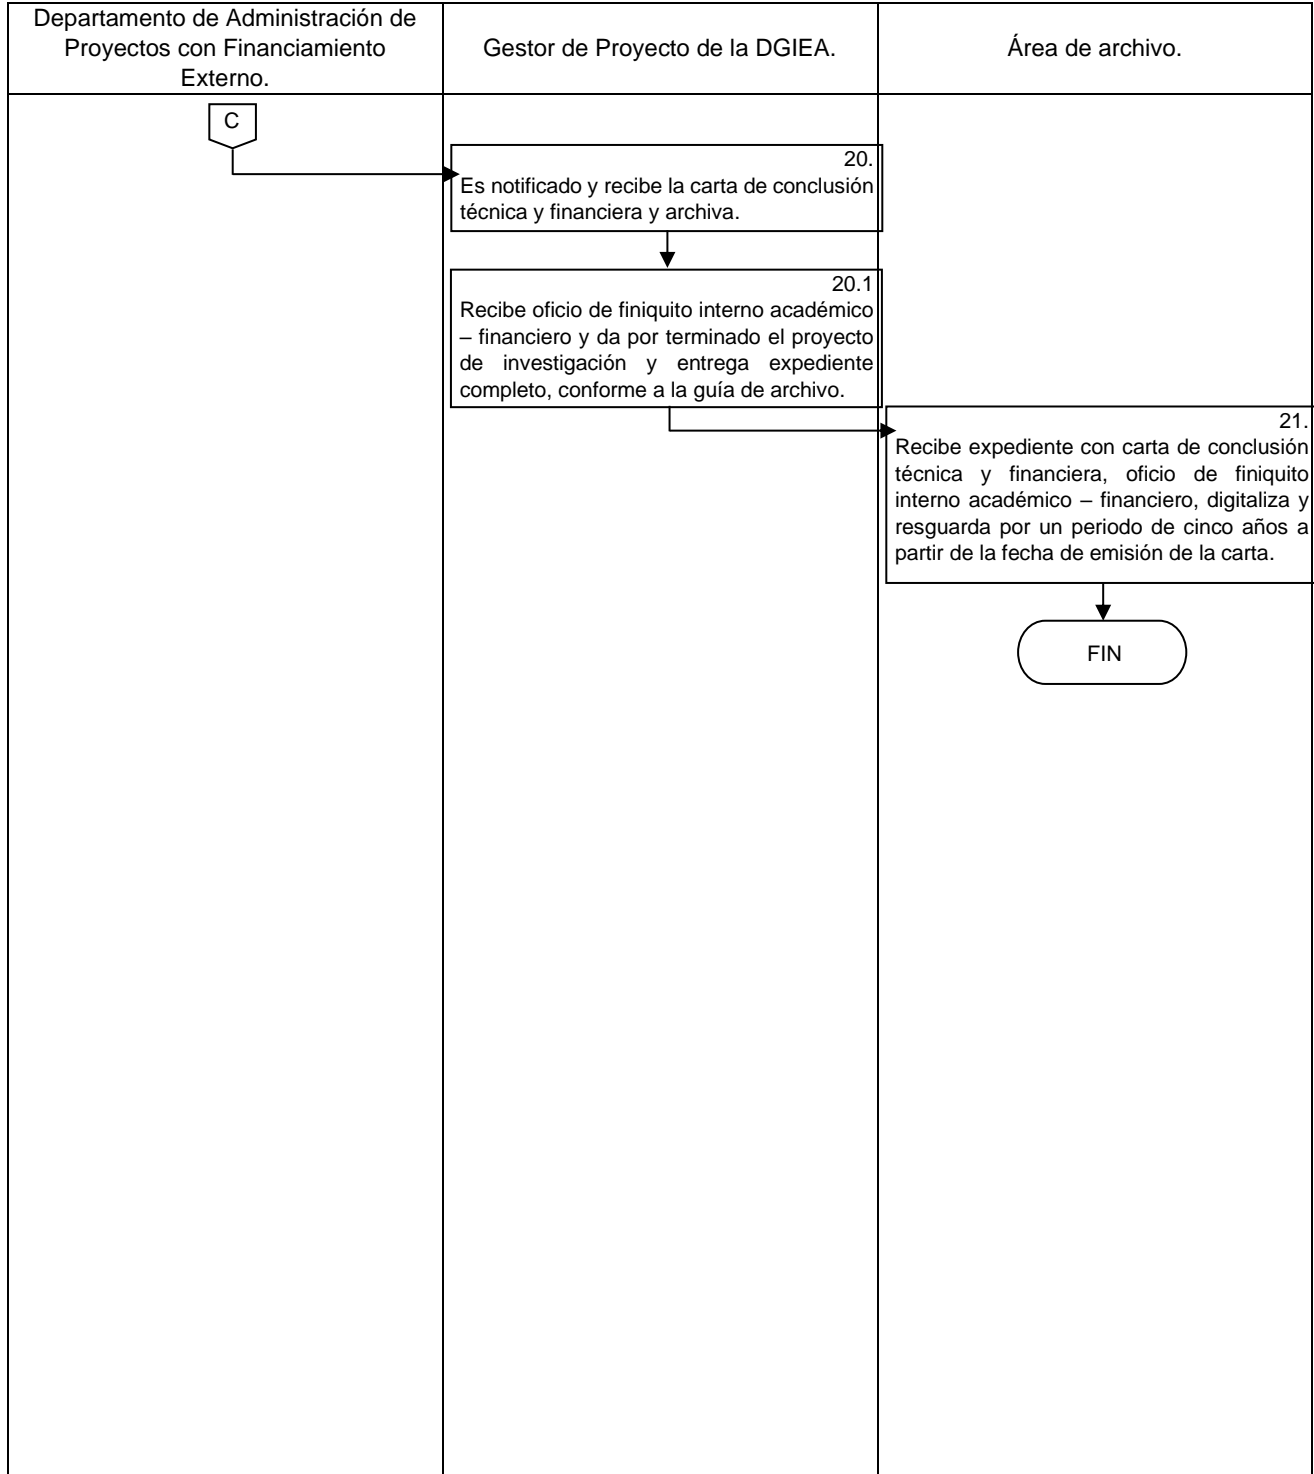 Departamento de Administración de
Proyectos con Financiamiento
Externo.
Gestor de Proyecto de la DGIEA.
Área de archivo.
C
20.
Es notificado y recibe la carta de conclusión
técnica y financiera y archiva.
20.1
Recibe oficio de finiquito interno académico
– financiero y da por terminado el proyecto
de investigación y entrega expediente
completo, conforme a la guía de archivo.
21.
Recibe expediente con carta de conclusión
técnica y financiera, oficio de finiquito
interno académico – financiero, digitaliza y
resguarda por un periodo de cinco años a
partir de la fecha de emisión de la carta.
FIN